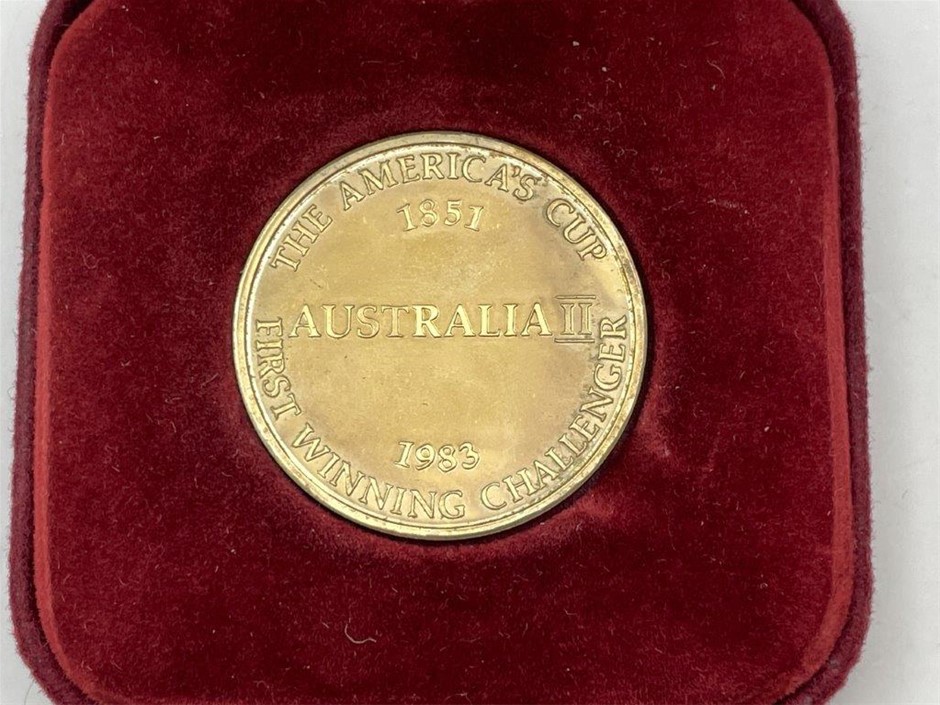 THE AMERICA'S CUP
1851
AUSTRALIA II
1983
FIRST WINNING CHALLENGER